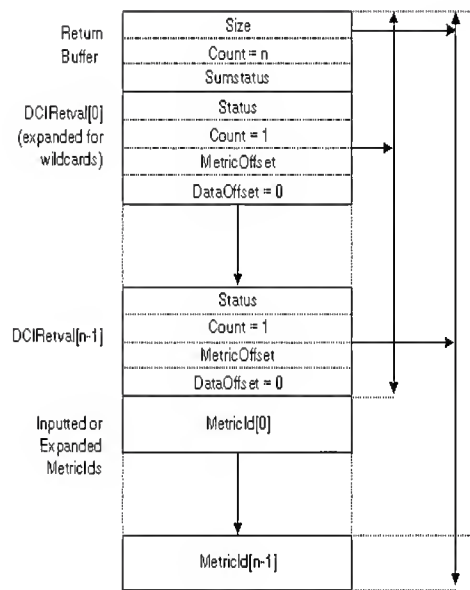 Return
Buffer
Size
Count = n
Sumstatus
DCIRetval[0]
(expanded for
wildcards)
Status
Count = 1
MetricOffset
DataOffset = 0
DCIRetval[n-1]
Status
Count = 1
MetricOffset
DataOffset = 0
Inputted or
Expanded
MetricIds
MetricId[0]
MetricId[n-1]